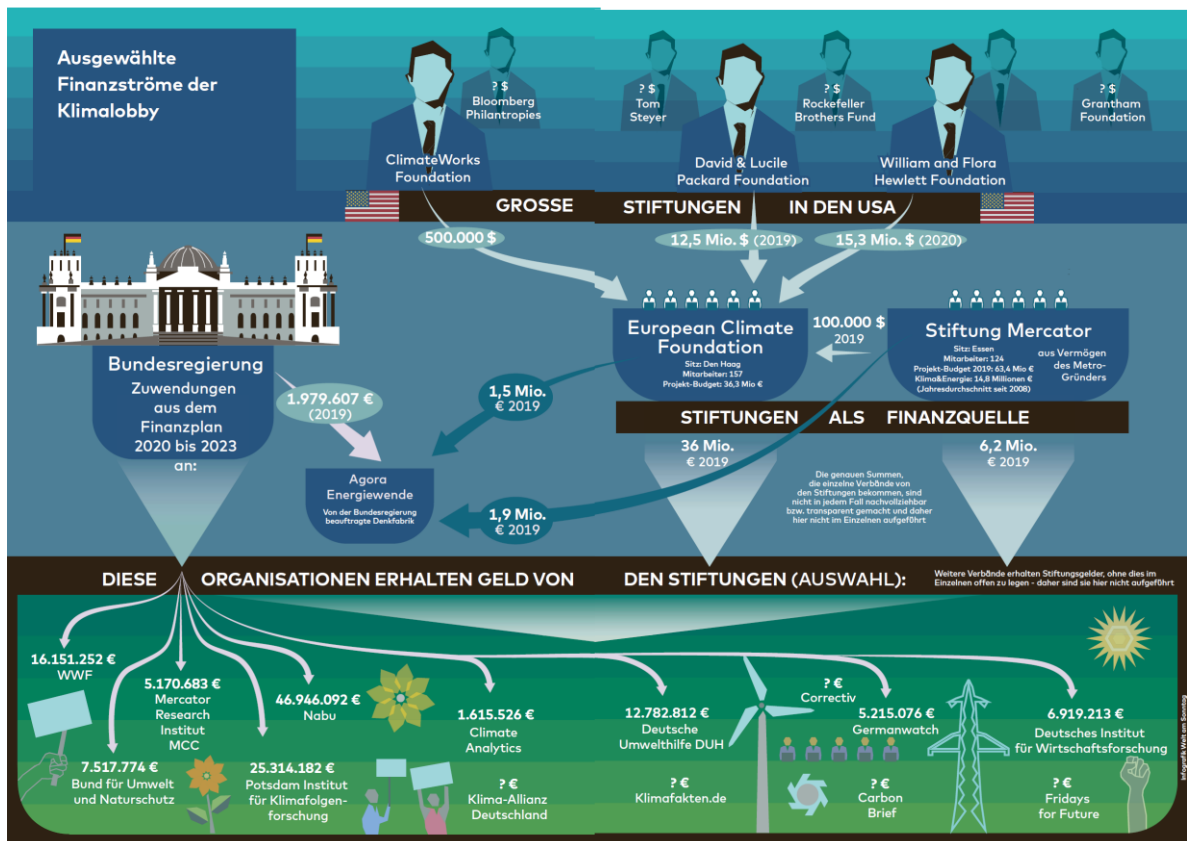 Ausgewählte
Finanzströme der
Klimalobby
? $
Bloomberg
Philantropies
ClimateWorks
Foundation
? $
Tom
Steyer
David & Lucile
Packard Foundation
? $
Rockefeller
Brothers Fund
William and Flora
Hewlett Foundation
? $
Grantham
Foundation
GROSSE STIFTUNGEN IN DEN USA
500.000 $
12,5 Mio. $ (2019)
15,3 Mio. $ (2020)
Bundesregierung
Zuwendungen
aus dem
Finanzplan
2020 bis 2023
an:
1.979.607 €
(2019)
European Climate
Foundation
Sitz: Den Haag
Mitarbeiter: 157
Projekt-Budget: 36,3 Mio €
100.000 $
2019
Stiftung Mercator
Sitz: Essen
Mitarbeiter: 124
Projekt-Budget 2019: 63,4 Mio €
Klima&Energie: 14,8 Millionen €
(Jahresdurchschnitt seit 2008)
aus Vermögen
des Metro-
Gründers
1,5 Mio.
€ 2019
STIFTUNGEN ALS FINANZQUELLE
36 Mio.
€ 2019
6,2 Mio.
€ 2019
Agora
Energiewende
Von der Bundesregierung
beauftragte Denkfabrik
1,9 Mio.
€ 2019
Die genauen Summen,
die einzelne Verbände von
den Stiftungen bekommen, sind
nicht in jedem Fall nachvollziehbar
bzw. transparent gemacht und daher
hier nicht im Einzelnen aufgeführt
DIESE ORGANISATIONEN ERHALTEN GELD VON DEN STIFTUNGEN (AUSWAHL):
Weitere Verbände erhalten Stiftungsgelder, ohne dies im
Einzelnen offen zu legen - daher sind sie hier nicht aufgeführt
16.151.252 €
WWF
5.170.683 €
Mercator
Research
Institut
MCC
46.946.092 €
Nabu
1.615.526 €
Climate
Analytics
12.782.812 €
Deutsche
Umwelthilfe DUH
? €
Correctiv
5.215.076 €
Germanwatch
6.919.213 €
Deutsches Institut
für Wirtschaftsforschung
7.517.774 €
Bund für Umwelt
und Naturschutz
25.314.182 €
Potsdam Institut
für Klimafolgen-
forschung
? €
Klima-Allianz
Deutschland
? €
Klimafakten.de
? €
Carbon
Brief
? €
Fridays
for Future
Infografik Welt am Sonntag